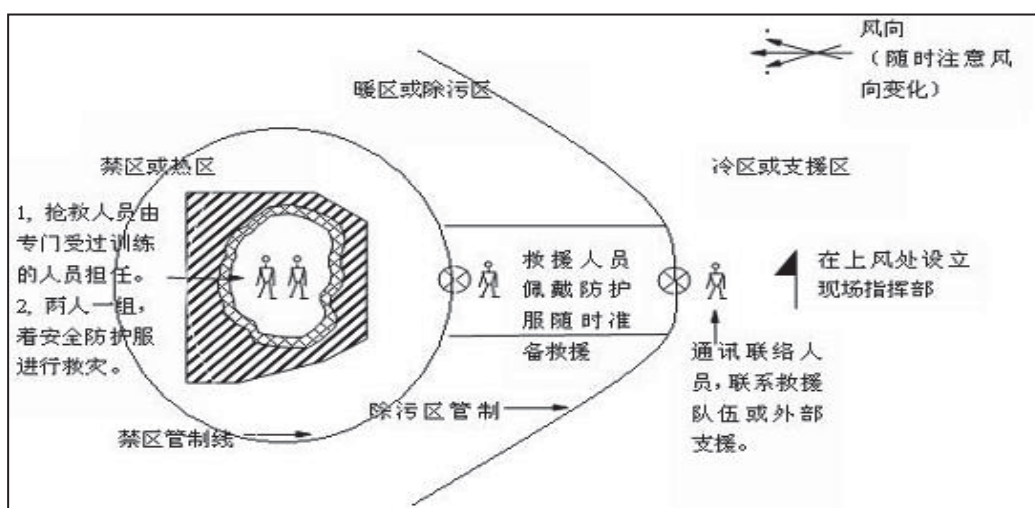 风向
（随时注意风
向变化）
暖区或除污区
禁区或热区
冷区或支援区
1，抢救人员由
专门受过训练
的人员担任。
2，两人一组，
着安全防护服
进行救灾。
救援人员
佩戴防护
服随时准
备救援
在上风处设立
现场指挥部
通讯联络人
员，联系救援
队伍或外部
支援。
除污区管制
禁区管制线